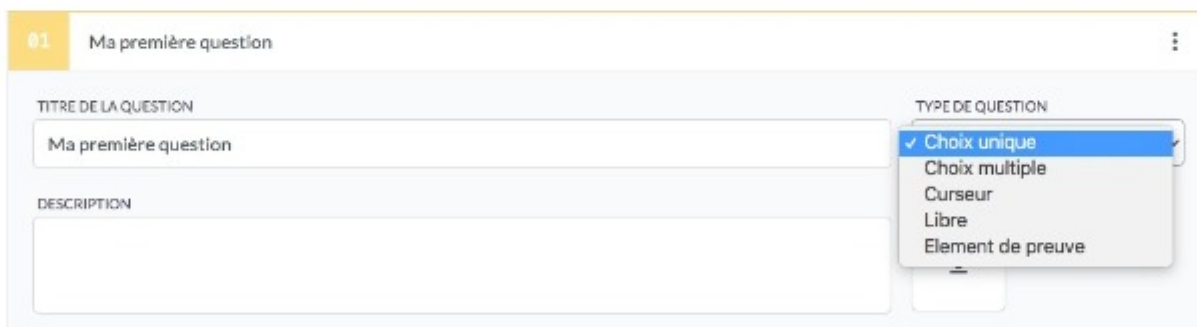 01 Ma première question
TITRE DE LA QUESTION
TYPE DE QUESTION
Ma première question
Choix unique
Choix multiple
Curseur
Libre
Element de preuve
DESCRIPTION